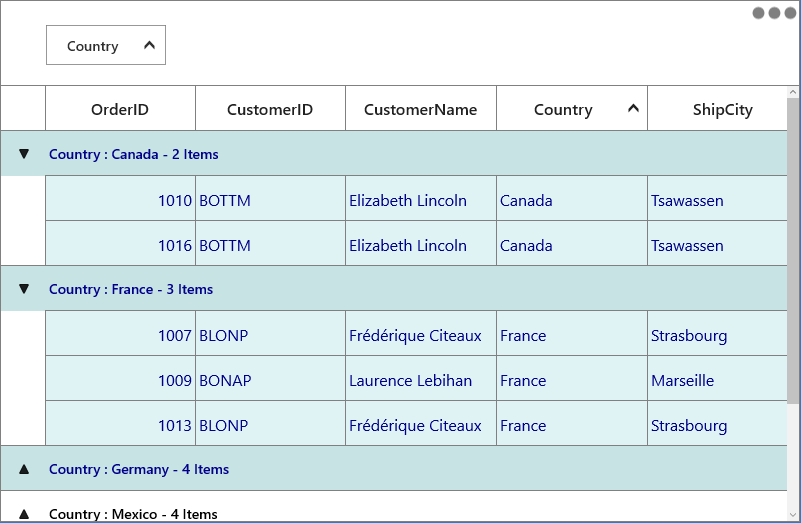 Country
OrderID CustomerID CustomerName Country ShipCity
Country : Canada - 2 Items
1010 BOTTM Elizabeth Lincoln Canada Tsawassen
1016 BOTTM Elizabeth Lincoln Canada Tsawassen
Country : France - 3 Items
1007 BLONP Frédérique Citeaux France Strasbourg
1009 BONAP Laurence Lebihan France Marseille
1013 BLONP Frédérique Citeaux France Strasbourg
Country : Germany - 4 Items
Country : Mexico - 4 Items